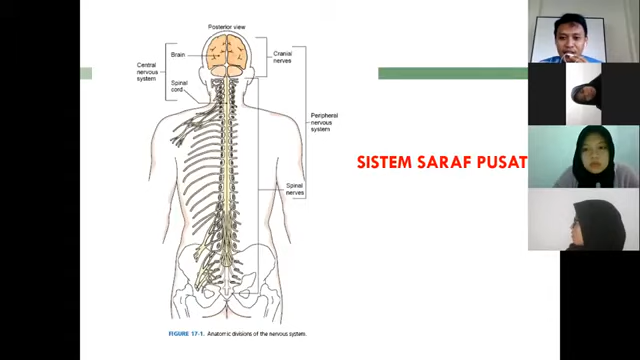 Posterior view
Brain
Cranial
nerves
Central
nervous
system
Spinal
cord
Peripheral
nervous
system
SISTEM SARAF PUSAT
Spinal
nerves
FIGURE 17-1. Anatomic divisions of the nervous system.